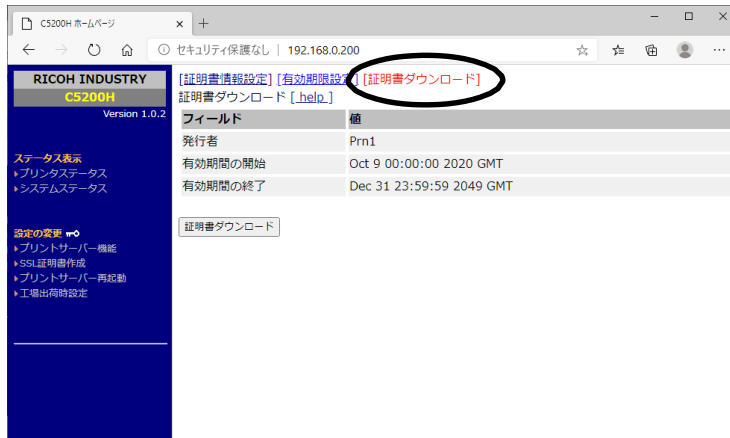 C5200H ホームページ
セキュリティ保護なし | 192.168.0.200
RICOH INDUSTRY
C5200H
Version 1.0.2
ステータス表示
プリンタステータス
システムステータス
設定の変更
プリントサーバー機能
SSL証明書作成
プリントサーバー再起動
工場出荷時設定
[証明書情報設定] [有効期限設定] [証明書ダウンロード]
証明書ダウンロード [ help ]
フィールド 値
発行者 Prn1
有効期間の開始 Oct 9 00:00:00 2020 GMT
有効期間の終了 Dec 31 23:59:59 2049 GMT
証明書ダウンロード